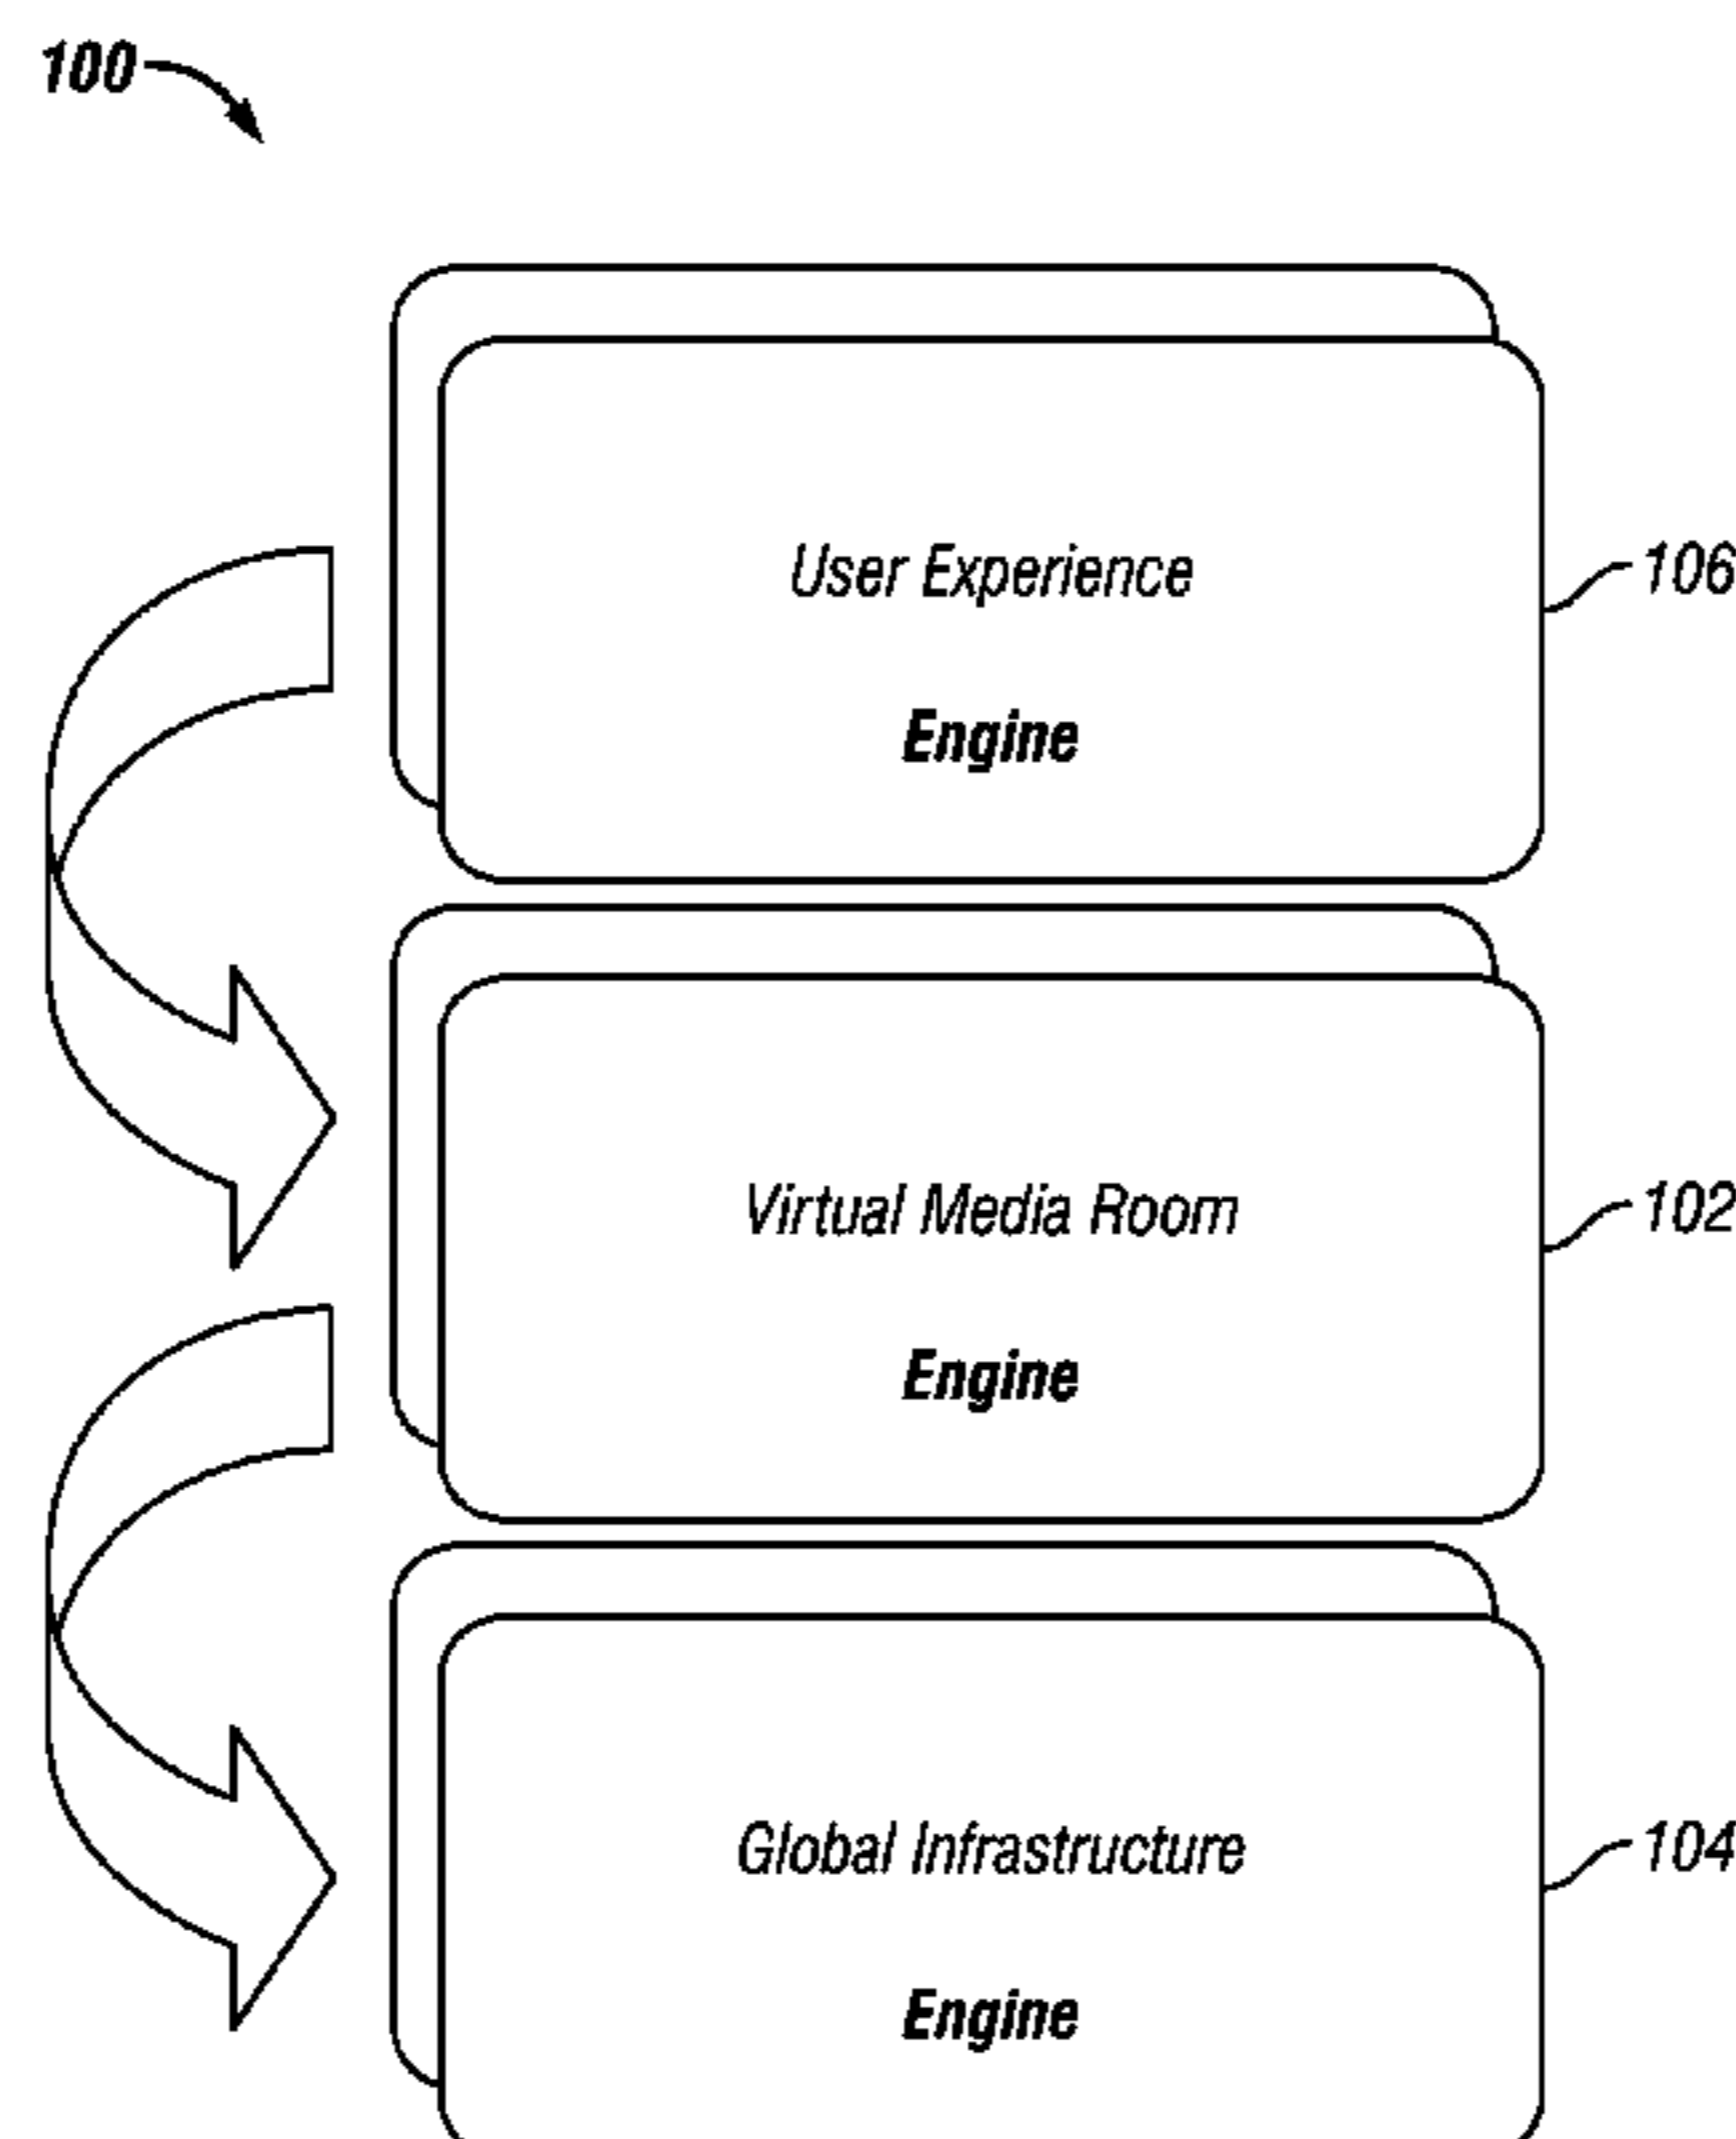 100
User Experience
106
Engine
Virtual Media Room
102
Engine
Global Infrastructure
104
Engine